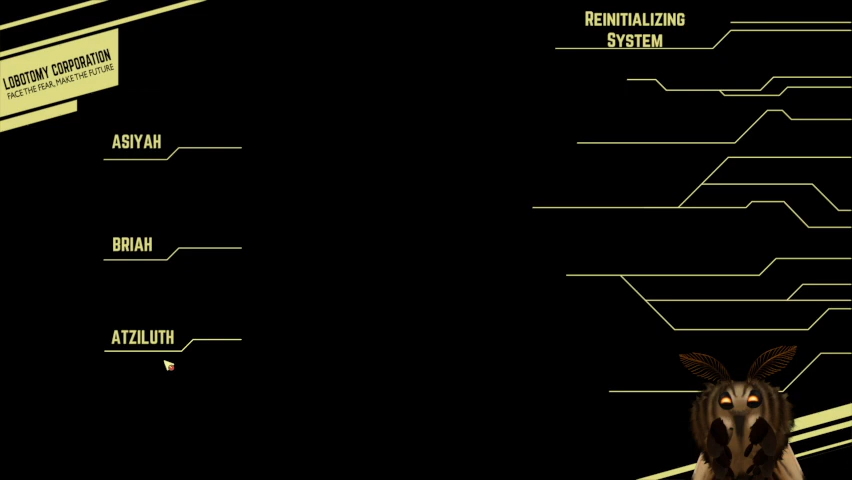 LOBOTOMY CORPORATION
FACE THE FEAR, MAKE THE FUTURE
Reinitializing
System
ASIYAH
BRIAH
ATZILUTH